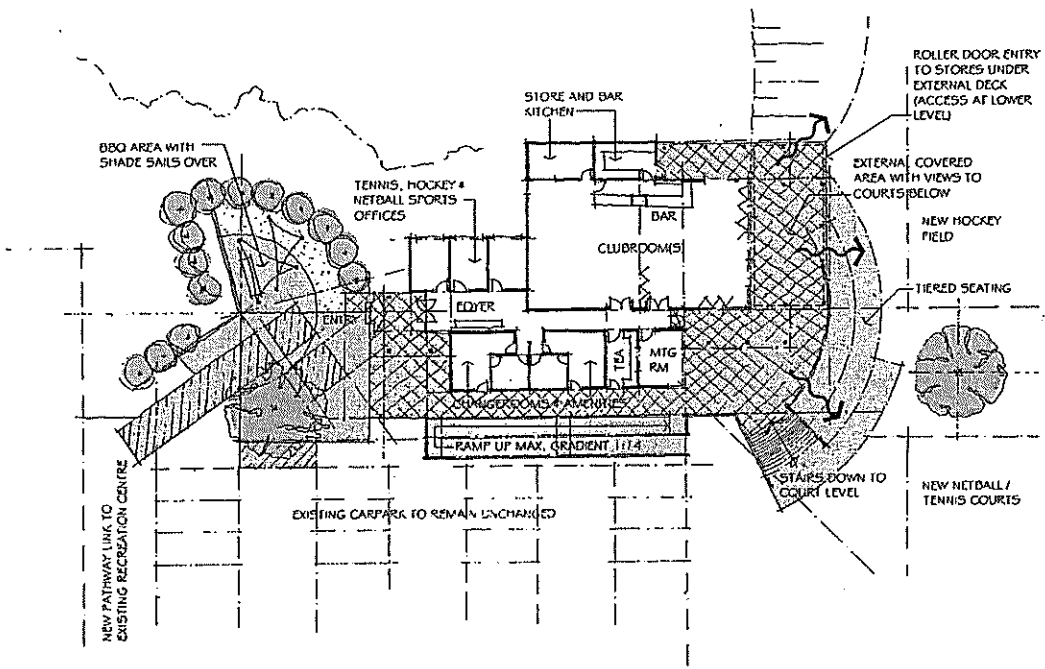 ROLLER DOOR ENTRY
TO STORES UNDER
EXTERNAL DECK
(ACCESS AT LOWER
LEVEL)
STORE AND BAR
KITCHEN
BBQ AREA WITH
SHADE SAILS OVER
EXTERNAL COVERED
AREA WITH VIEWS TO
COURTS BELOW
TENNIS, HOCKEY &
NETBALL SPORTS
OFFICES
BAR
NEW HOCKEY
FIELD
CLUBROOM(S)
TIERED SEATING
FOYER
ENTRY
TEA
MTG
RM
CHANGEROOMS & AMENITIES
RAMP UP MAX. GRADIENT 1:14
STAIRS DOWN TO
COURT LEVEL
NEW NETBALL /
TENNIS COURTS
EXISTING CARPARK TO REMAIN UNCHANGED
NEW PATHWAY LINK TO
EXISTING RECREATION CENTRE